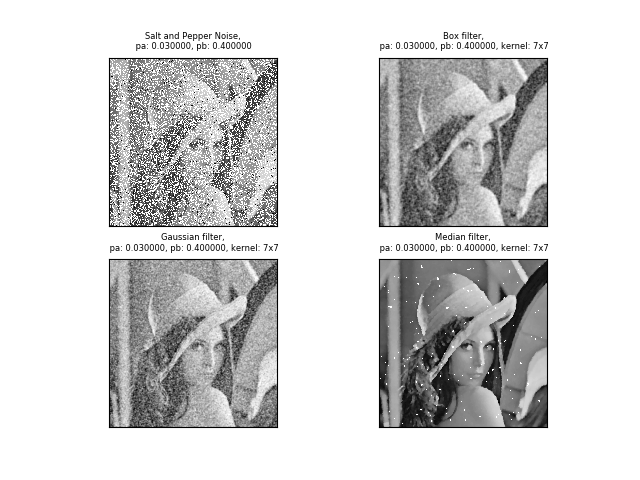 Salt and Pepper Noise,
pa: 0.030000, pb: 0.400000
Box filter,
pa: 0.030000, pb: 0.400000, kernel: 7x7
Gaussian filter,
pa: 0.030000, pb: 0.400000, kernel: 7x7
Median filter,
pa: 0.030000, pb: 0.400000, kernel: 7x7